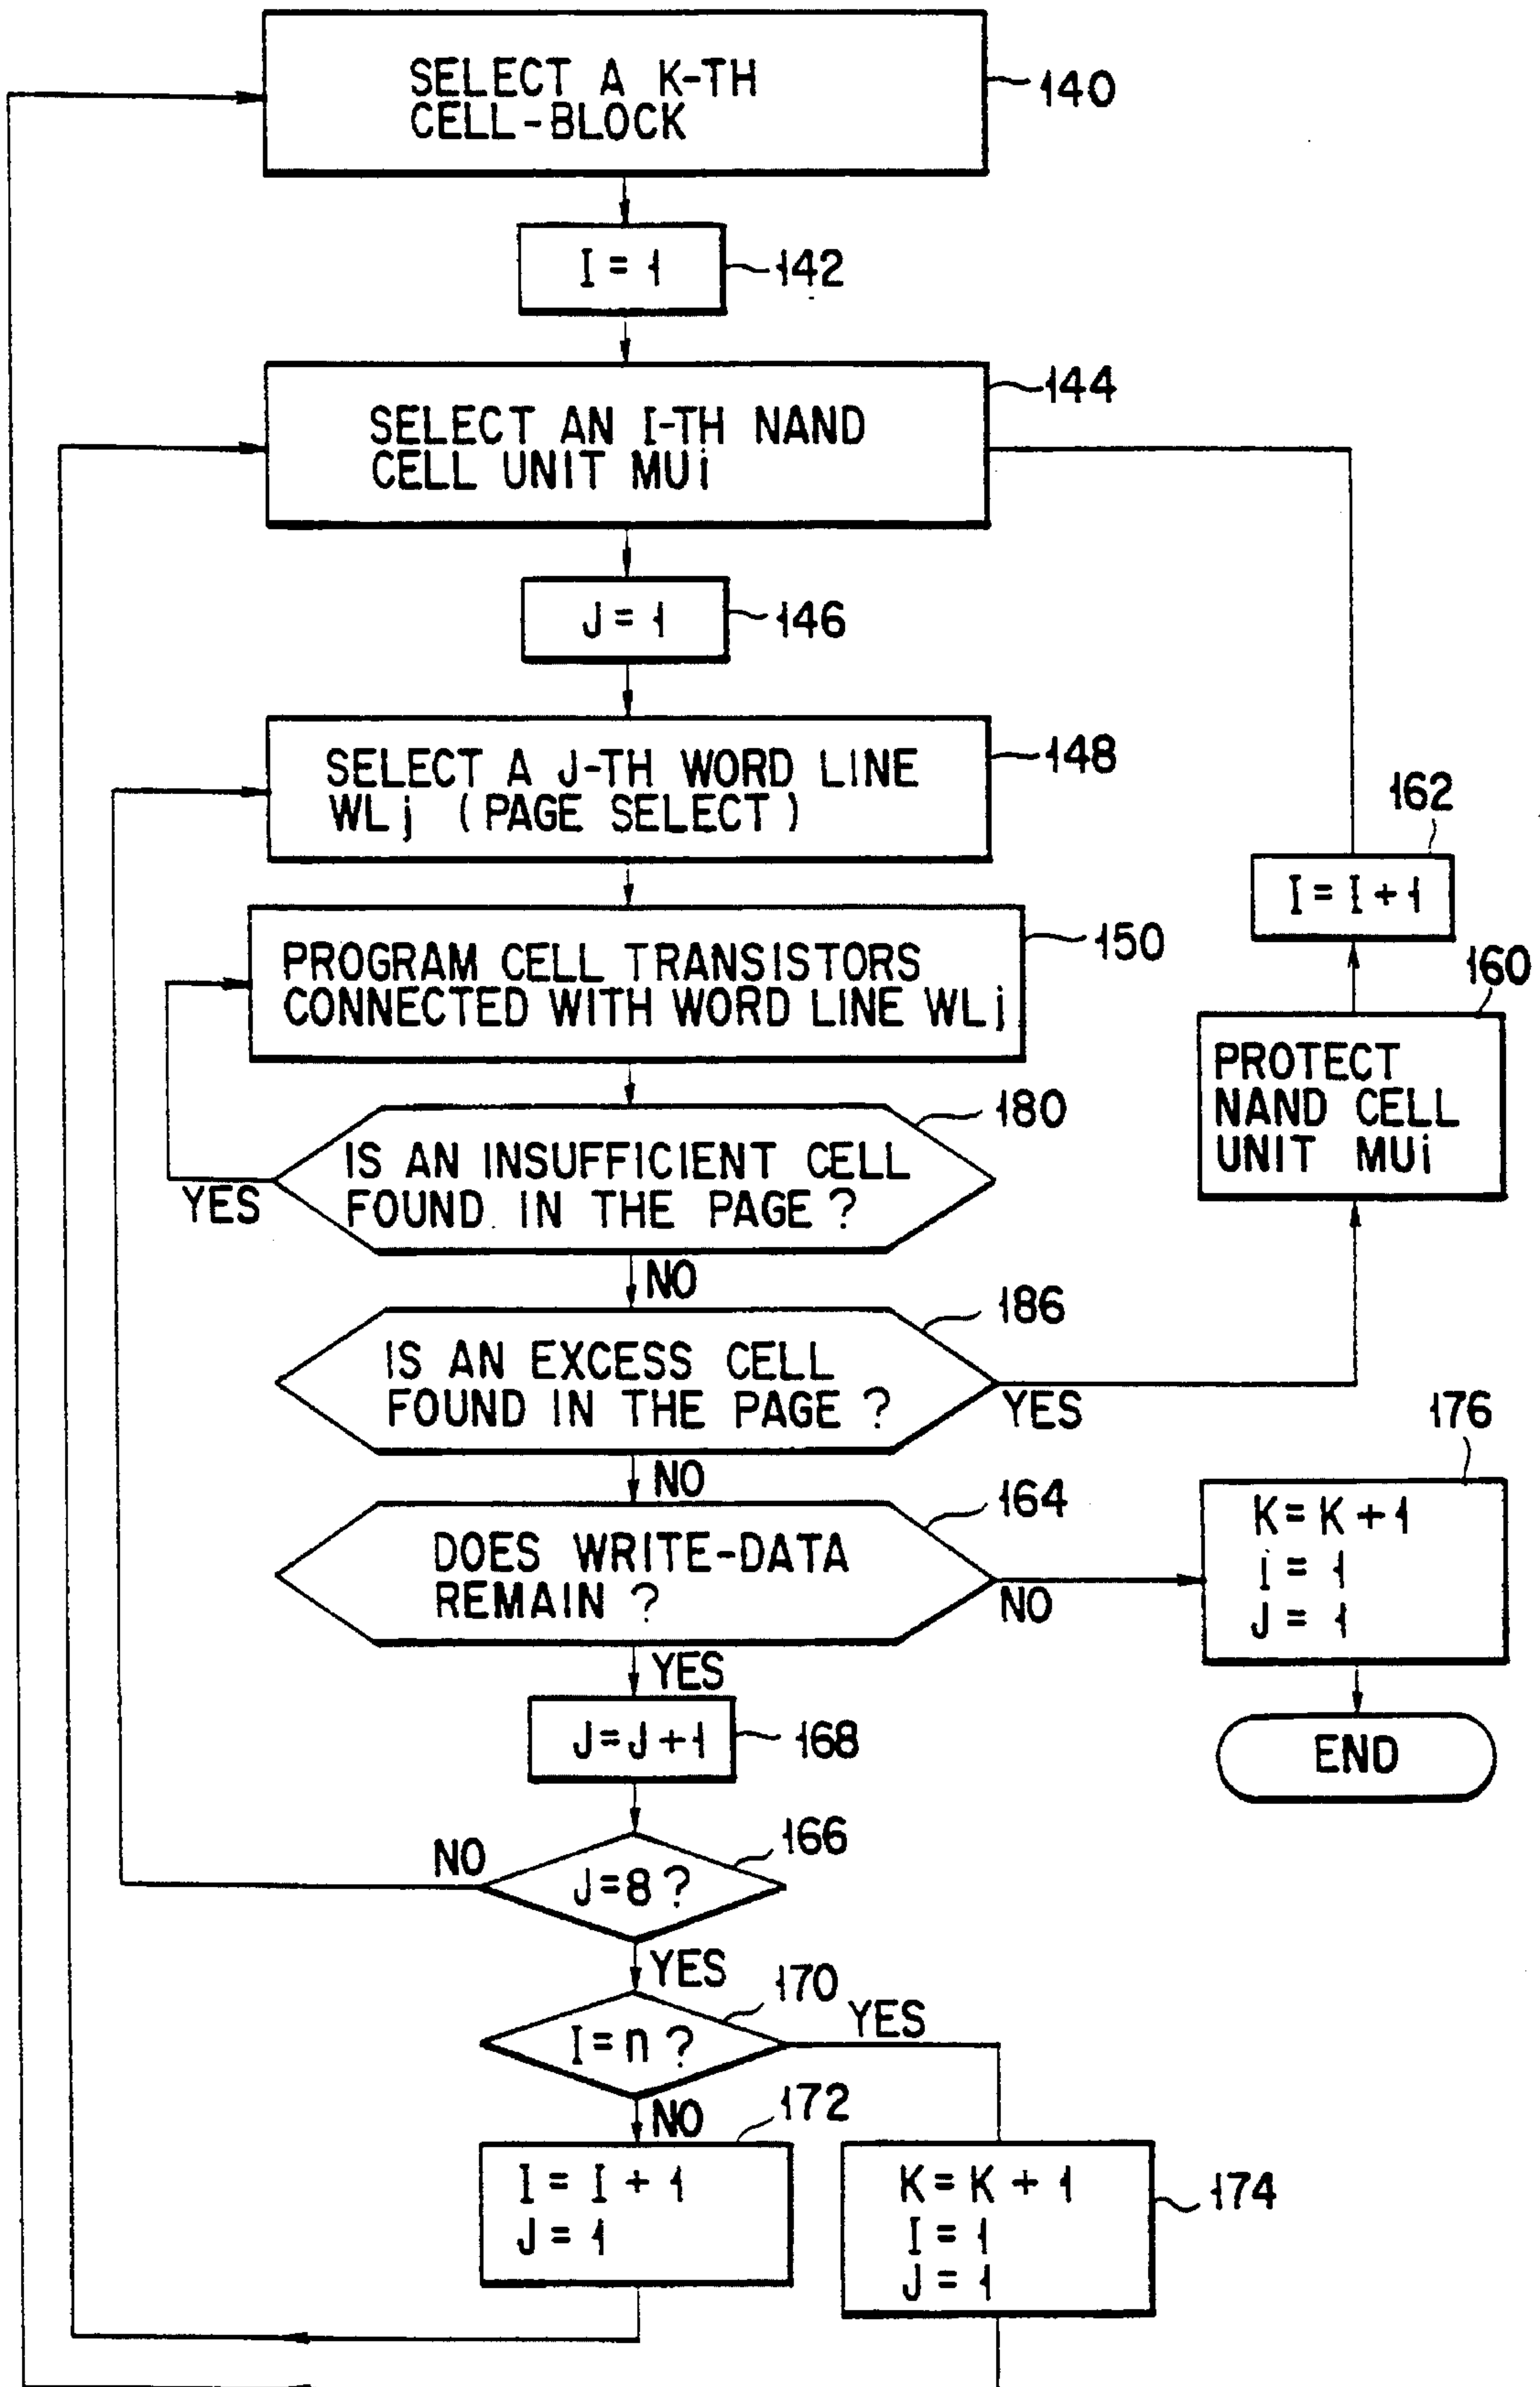 SELECT A K-TH
CELL-BLOCK
140
I = 1
142
144
SELECT AN I-TH NAND
CELL UNIT MUi
J = 1
146
SELECT A J-TH WORD LINE
WLj (PAGE SELECT)
148
162
I = I + 1
PROGRAM CELL TRANSISTORS
CONNECTED WITH WORD LINE WLj
150
160
PROTECT
NAND CELL
UNIT MUi
180
IS AN INSUFFICIENT CELL
FOUND IN THE PAGE ?
YES
NO
186
IS AN EXCESS CELL
FOUND IN THE PAGE ?
YES
NO
164
DOES WRITE-DATA
REMAIN ?
NO
YES
176
K = K + 1
i = 1
J = 1
END
J = J + 1
168
166
J = 8 ?
NO
YES
170
I = n ?
YES
NO
172
I = I + 1
J = 1
K = K + 1
I = 1
J = 1
174